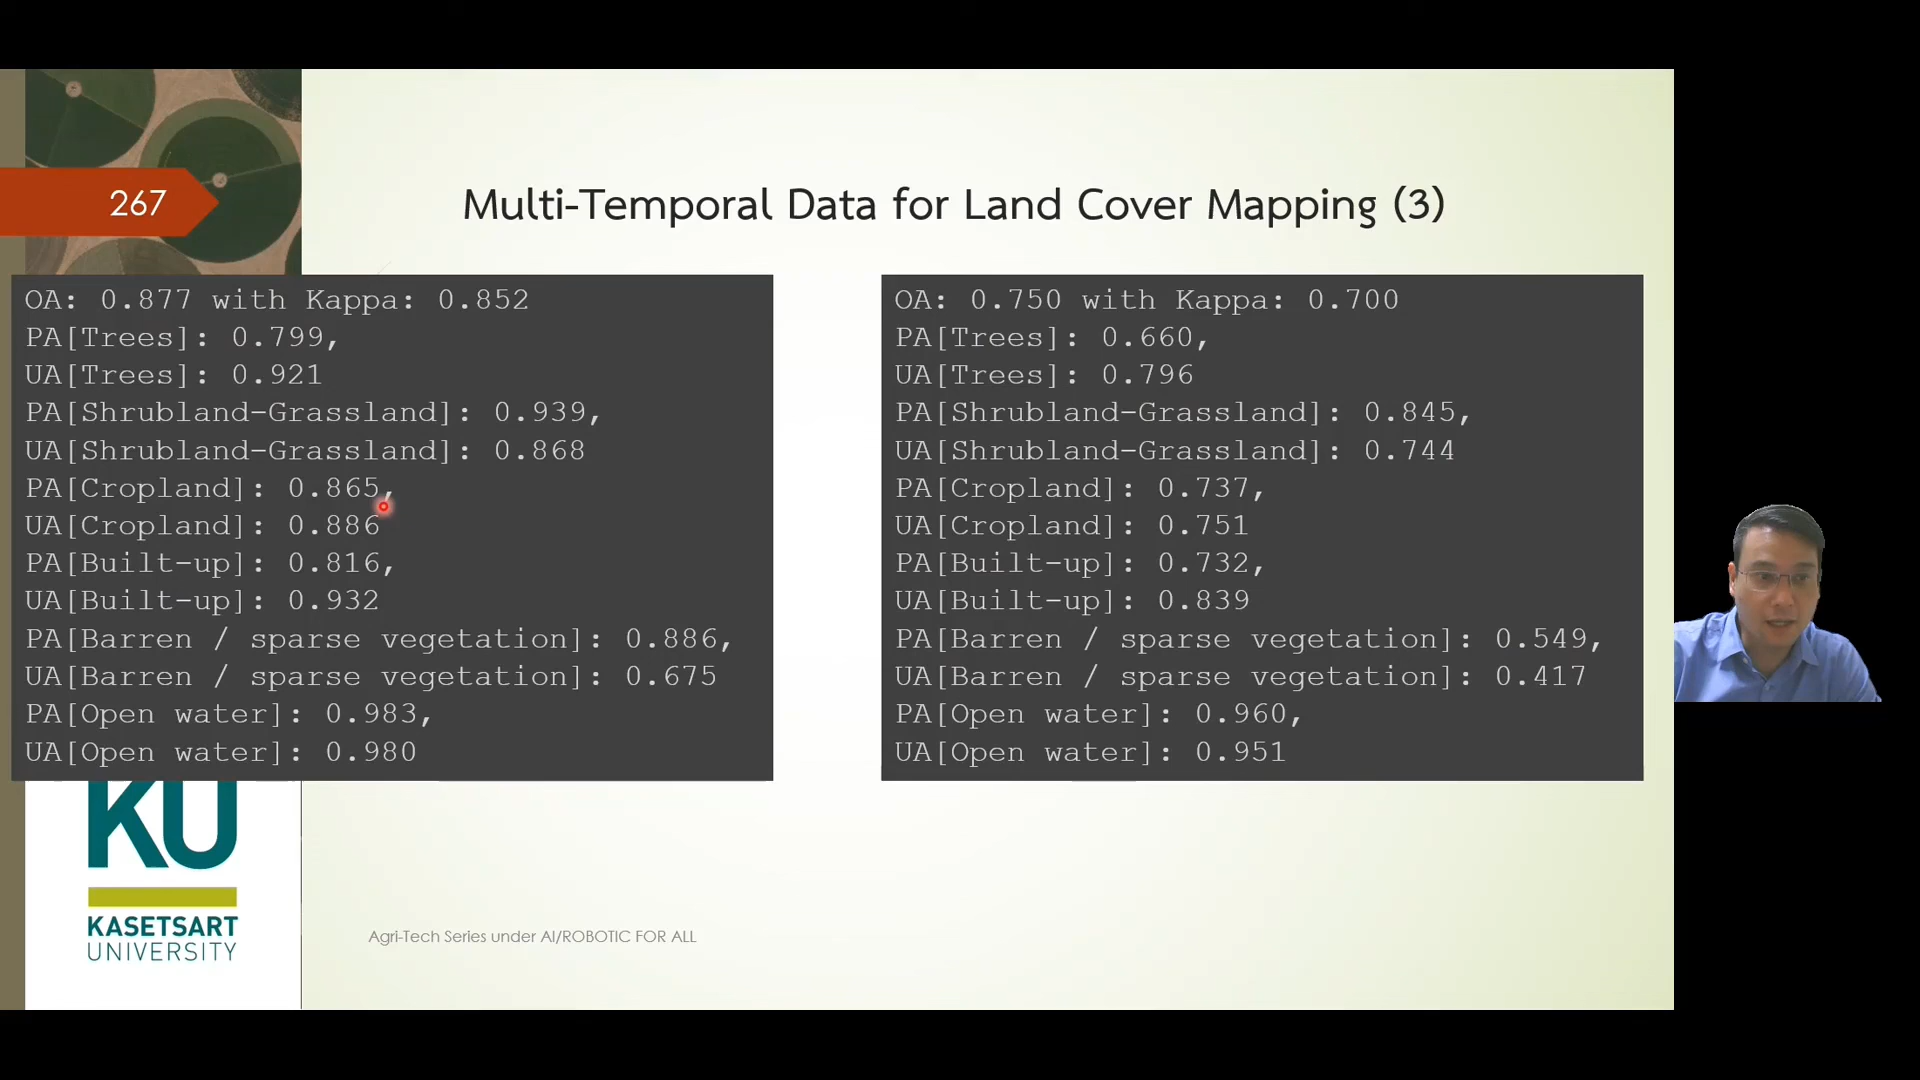 267
Multi-Temporal Data for Land Cover Mapping (3)
OA: 0.877 with Kappa: 0.852
PA[Trees]: 0.799,
UA[Trees]: 0.921
PA[Shrubland-Grassland]: 0.939,
UA[Shrubland-Grassland]: 0.868
PA[Cropland]: 0.865,
UA[Cropland]: 0.886
PA[Built-up]: 0.816,
UA[Built-up]: 0.932
PA[Barren / sparse vegetation]: 0.886,
UA[Barren / sparse vegetation]: 0.675
PA[Open water]: 0.983,
UA[Open water]: 0.980
OA: 0.750 with Kappa: 0.700
PA[Trees]: 0.660,
UA[Trees]: 0.796
PA[Shrubland-Grassland]: 0.845,
UA[Shrubland-Grassland]: 0.744
PA[Cropland]: 0.737,
UA[Cropland]: 0.751
PA[Built-up]: 0.732,
UA[Built-up]: 0.839
PA[Barren / sparse vegetation]: 0.549,
UA[Barren / sparse vegetation]: 0.417
PA[Open water]: 0.960,
UA[Open water]: 0.951
KU
KASETSART
UNIVERSITY
Agri-Tech Series under AI/ROBOTIC FOR ALL